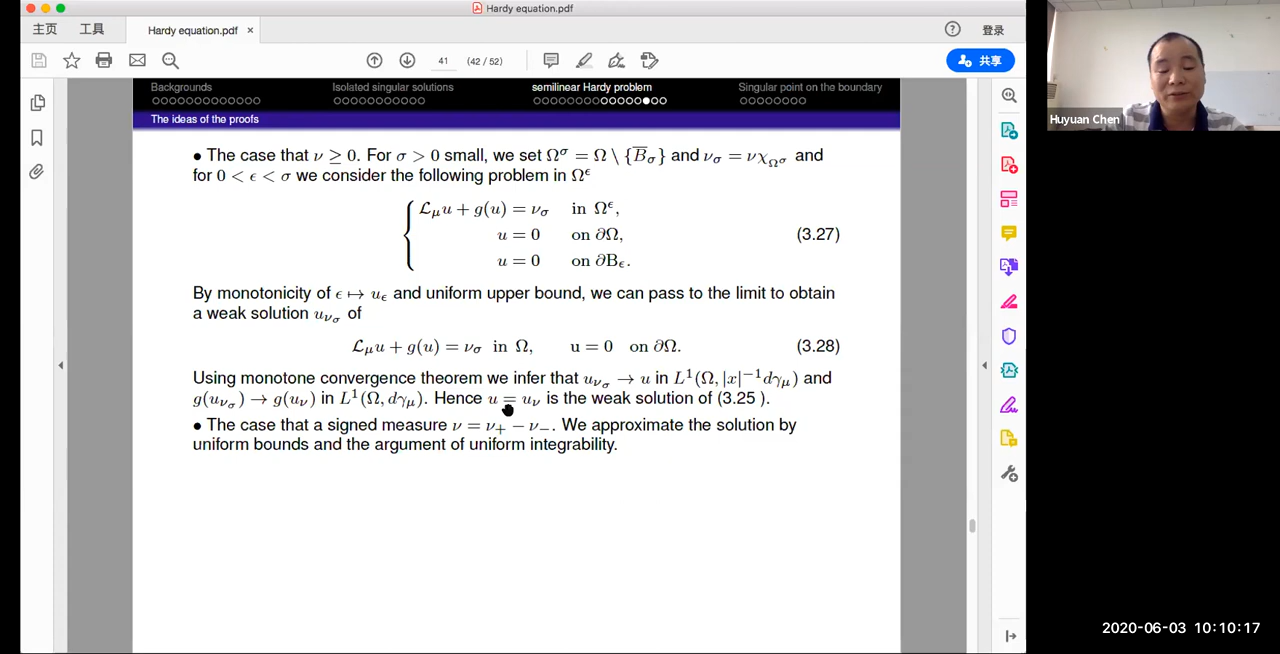 Hardy equation.pdf
主页 工具 Hardy equation.pdf × 登录
41 (42 / 52) 共享
Backgrounds Isolated singular solutions semilinear Hardy problem Singular point on the boundary
The ideas of the proofs
Huyuan Chen
• The case that ν ≥ 0. For σ > 0 small, we set Ω^σ = Ω \ {B̅_σ} and ν_σ = νχ_{Ω^σ} and
for 0 < ϵ < σ we consider the following problem in Ω^ϵ
ℒ_μu + g(u) = ν_σ in Ω^ϵ,
u = 0 on ∂Ω, (3.27)
u = 0 on ∂B_ϵ.
By monotonicity of ϵ ↦ u_ϵ and uniform upper bound, we can pass to the limit to obtain
a weak solution u_{ν_σ} of
ℒ_μu + g(u) = ν_σ in Ω, u = 0 on ∂Ω. (3.28)
Using monotone convergence theorem we infer that u_{ν_σ} → u in L^1(Ω, |x|^{−1}dγ_μ) and
g(u_{ν_σ}) → g(u_ν) in L^1(Ω, dγ_μ). Hence u = u_ν is the weak solution of (3.25 ).
• The case that a signed measure ν = ν_+ − ν_−. We approximate the solution by
uniform bounds and the argument of uniform integrability.
2020-06-03 10:10:17